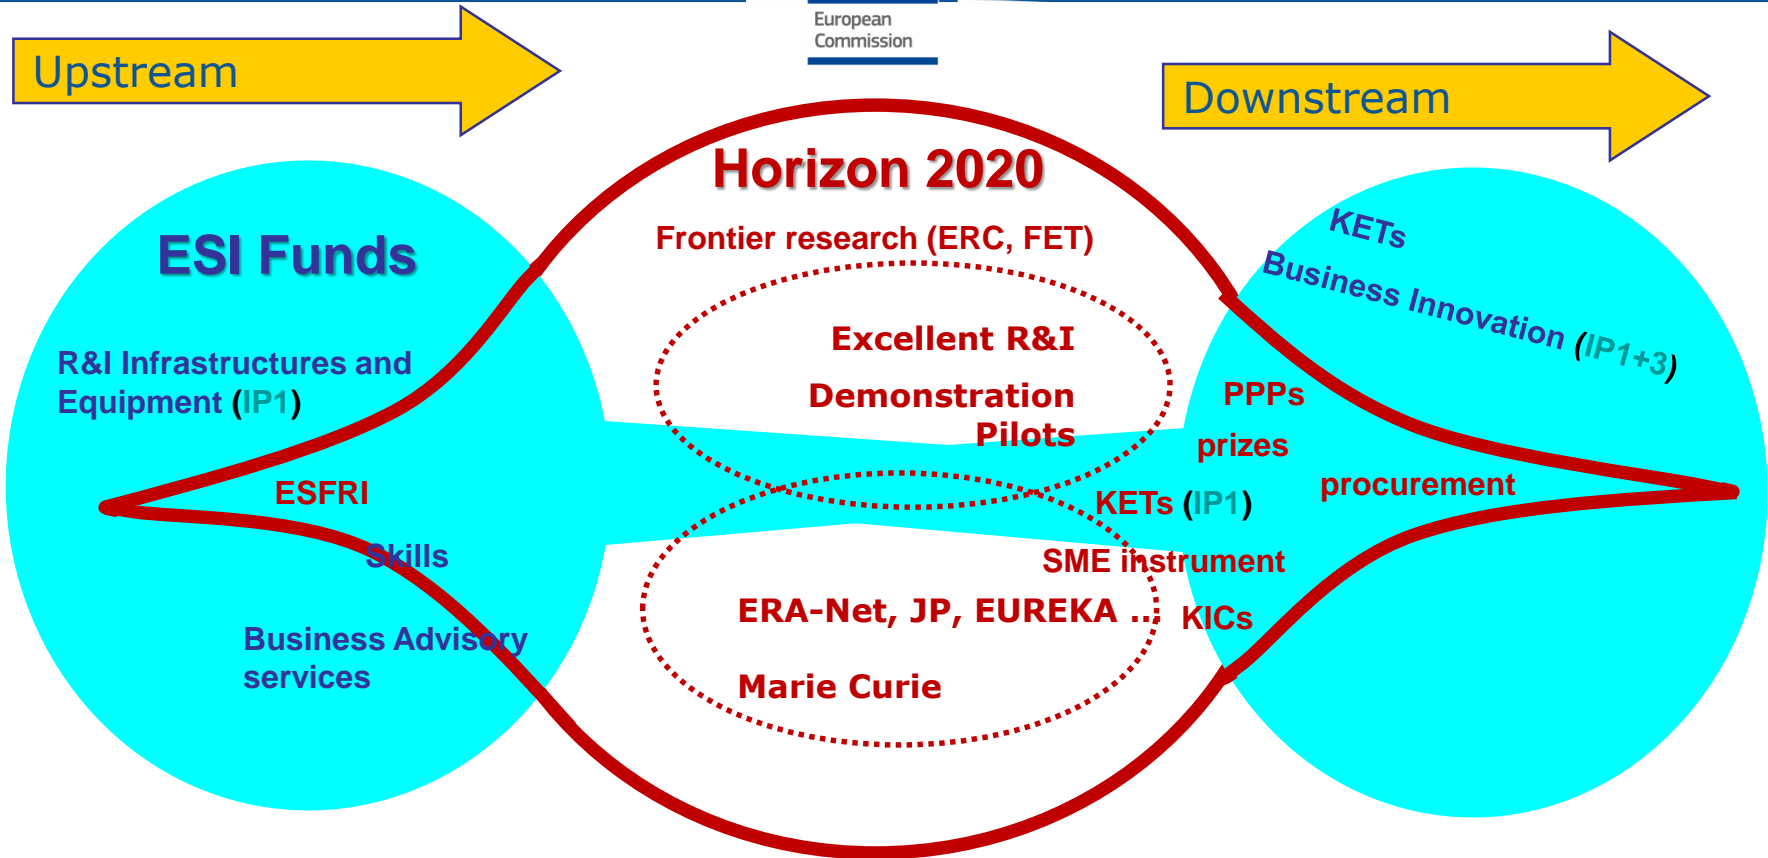 European
Commission
Upstream
Downstream
Horizon 2020
Frontier research (ERC, FET)
ESI Funds
KETs
Business Innovation (IP1+3)
Excellent R&I
R&I Infrastructures and
Equipment (IP1)
Demonstration
Pilots
PPPs
prizes
ESFRI
KETs (IP1)
procurement
Skills
SME instrument
ERA-Net, JP, EUREKA ...
KICs
Business Advisory
services
Marie Curie